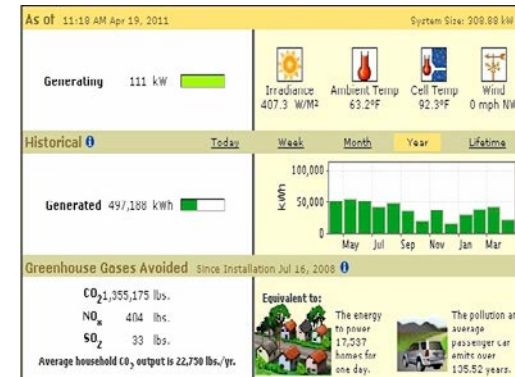 As of 11:18 AM Apr 19, 2011
System Size: 308.88 kW
Generating 111 kW
Irradiance
407.3 W/M²
Ambient Temp
63.2°F
Cell Temp
92.3°F
Wind
0 mph NW
Historical
Today
Week
Month
Year
Lifetime
Generated 497,188 kWh
kWh
100,000
50,000
0
May Jul Sep Nov Jan Mar
Greenhouse Gases Avoided Since Installation Jul 16, 2008
CO₂ 1,355,175 lbs.
NOₓ 404 lbs.
SO₂ 33 lbs.
Average household CO₂ output is 22,750 lbs./yr.
Equivalent to:
The energy
to power
17,537
homes for
one day.
The pollution an
average
passenger car
emits over
135.52 years.